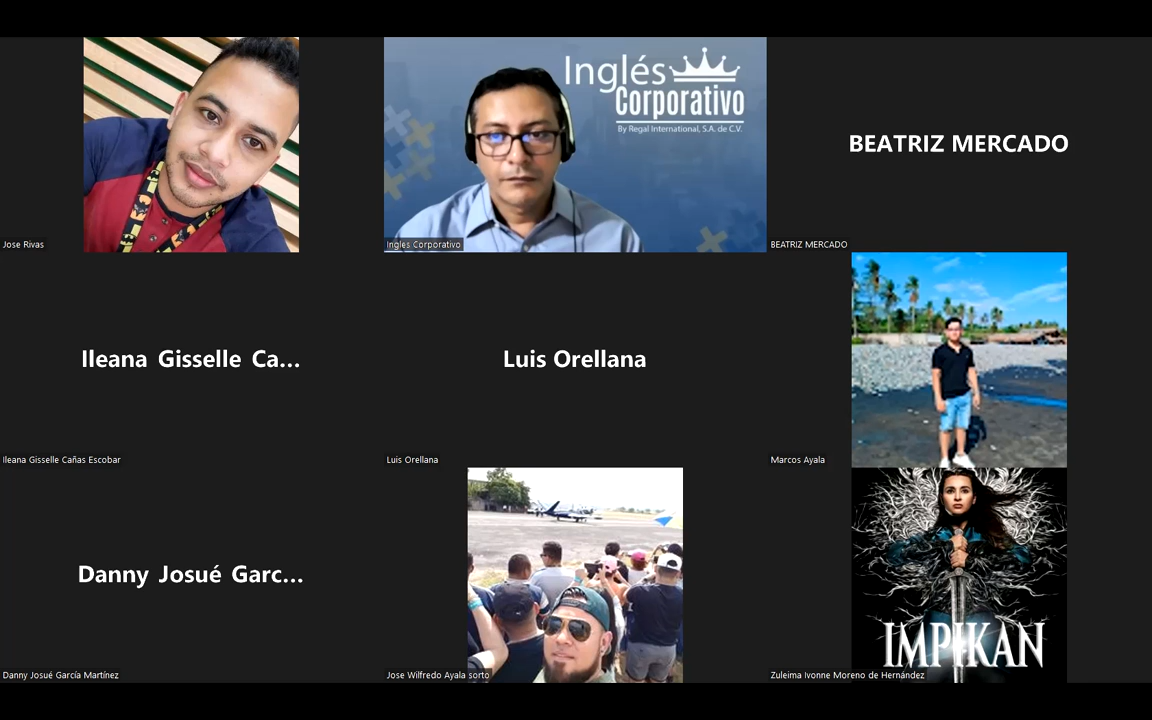 Inglés
Corporativo
By Regal International, S.A. de C.V.
BEATRIZ MERCADO
Jose Rivas
Ingles Corporativo
BEATRIZ MERCADO
Ileana Gisselle Ca...
Luis Orellana
Ileana Gisselle Cañas Escobar
Luis Orellana
Marcos Ayala
Danny Josué Garc...
IMPIKAN
Danny Josué García Martínez
Jose Wilfredo Ayala sorto
Zuleima Ivonne Moreno de Hernández